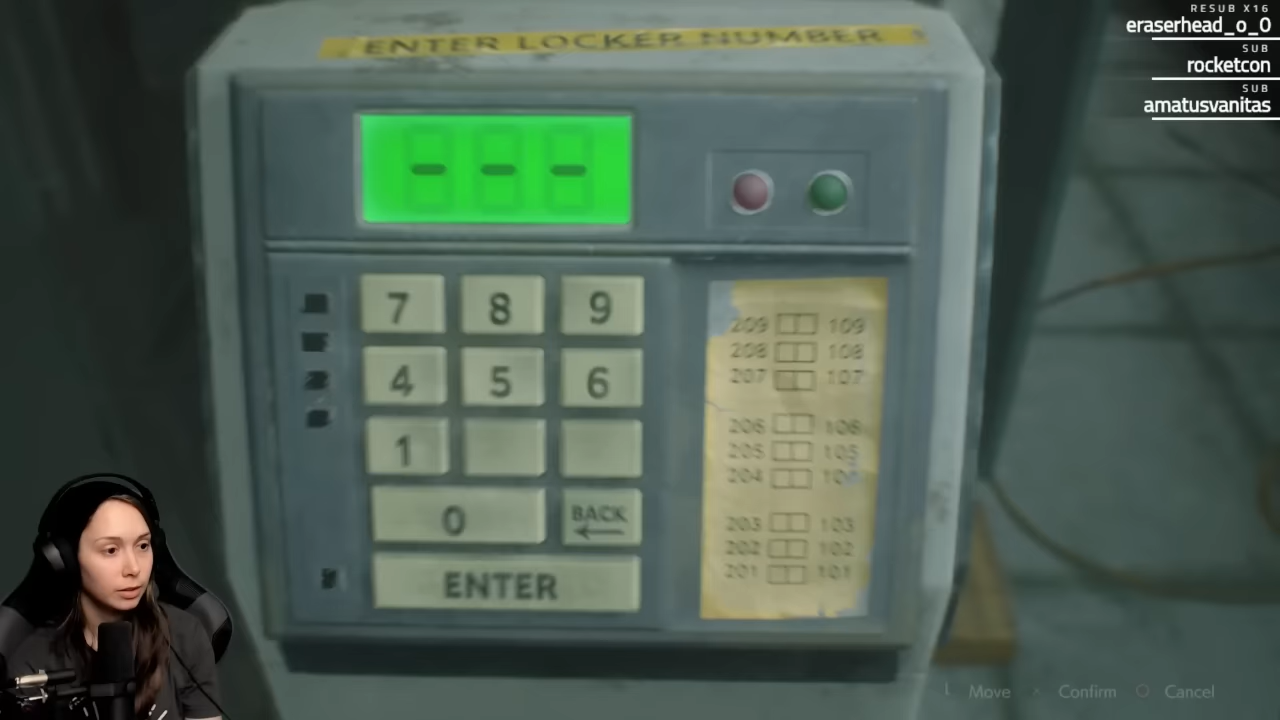 RESUB X16
eraserhead_o_0
SUB
rocketcon
SUB
amatusvanitas
ENTER LOCKER NUMBER
7 8 9
4 5 6
1
0 BACK
ENTER
209 109
208 108
207 107
206 106
205 105
204
203 103
202 102
201 101
L Move × Confirm O Cancel